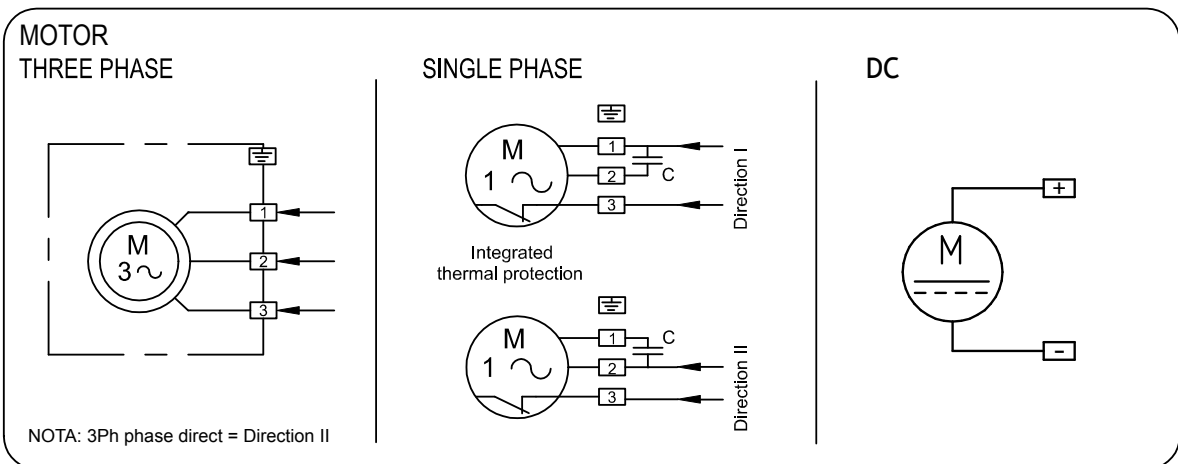 MOTOR
THREE PHASE
1
M
3
2
3
NOTA: 3Ph phase direct = Direction II
SINGLE PHASE
M
1
1
2
C
3
Direction I
Integrated
thermal protection
M
1
1
2
C
3
Direction II
DC
+
M
-